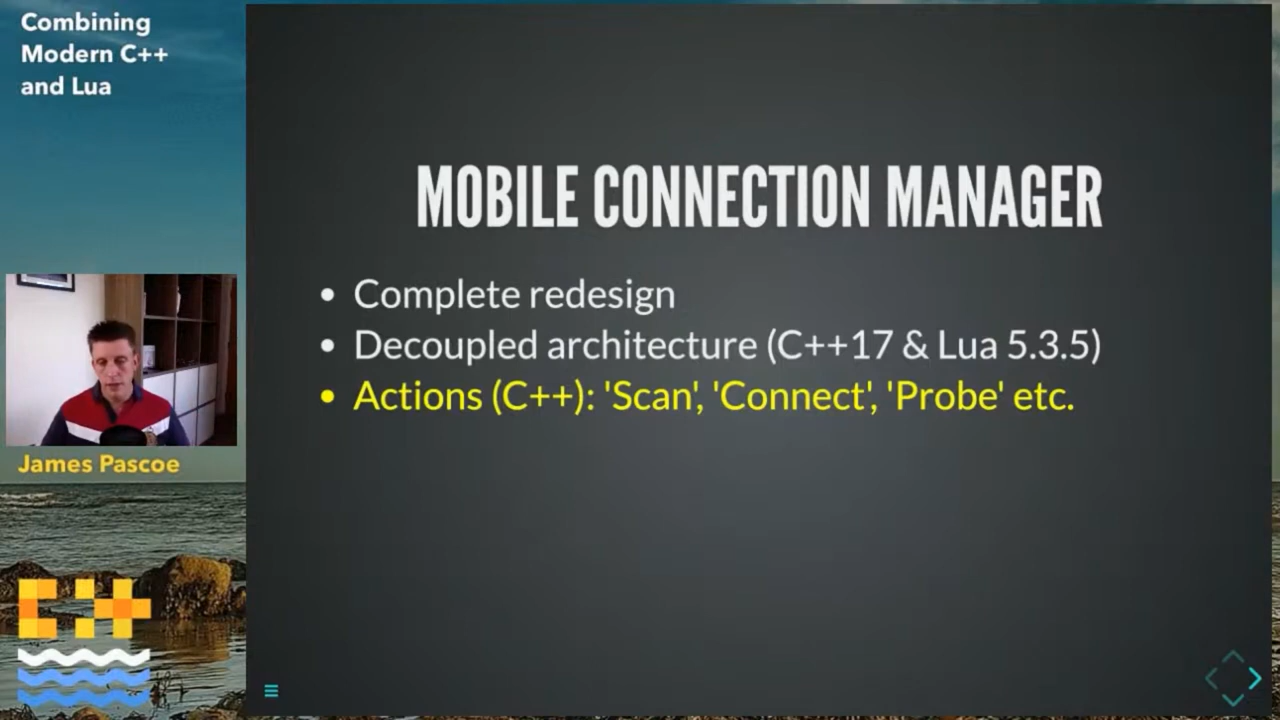 Combining
Modern C++
and Lua
MOBILE CONNECTION MANAGER
• Complete redesign
• Decoupled architecture (C++17 & Lua 5.3.5)
• Actions (C++): 'Scan', 'Connect', 'Probe' etc.
James Pascoe
C++